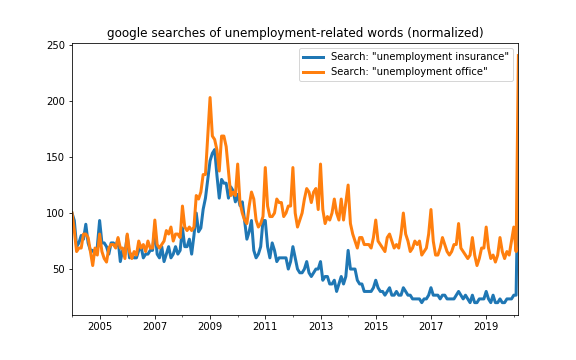 google searches of unemployment-related words (normalized)
250
200
150
100
50
Search: "unemployment insurance"
Search: "unemployment office"
2005 2007 2009 2011 2013 2015 2017 2019